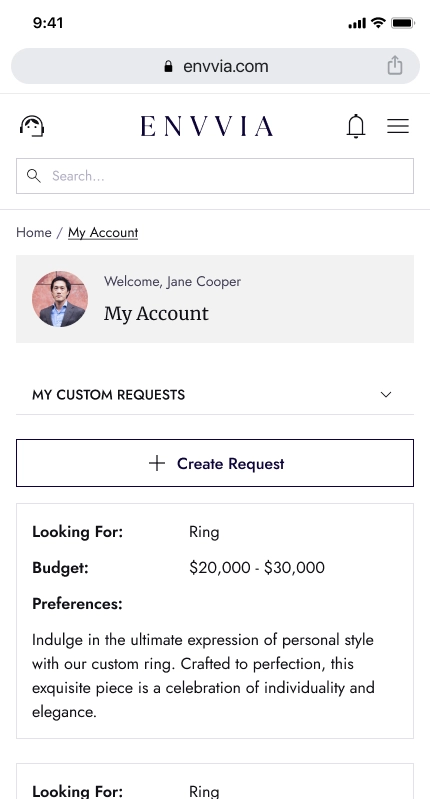 9:41
envvia.com
ENVVIA
Search...
Home / My Account
Welcome, Jane Cooper
My Account
MY CUSTOM REQUESTS
Create Request
Looking For: Ring
Budget: $20,000 - $30,000
Preferences:
Indulge in the ultimate expression of personal style
with our custom ring. Crafted to perfection, this
exquisite piece is a celebration of individuality and
elegance.
Looking For: Ring